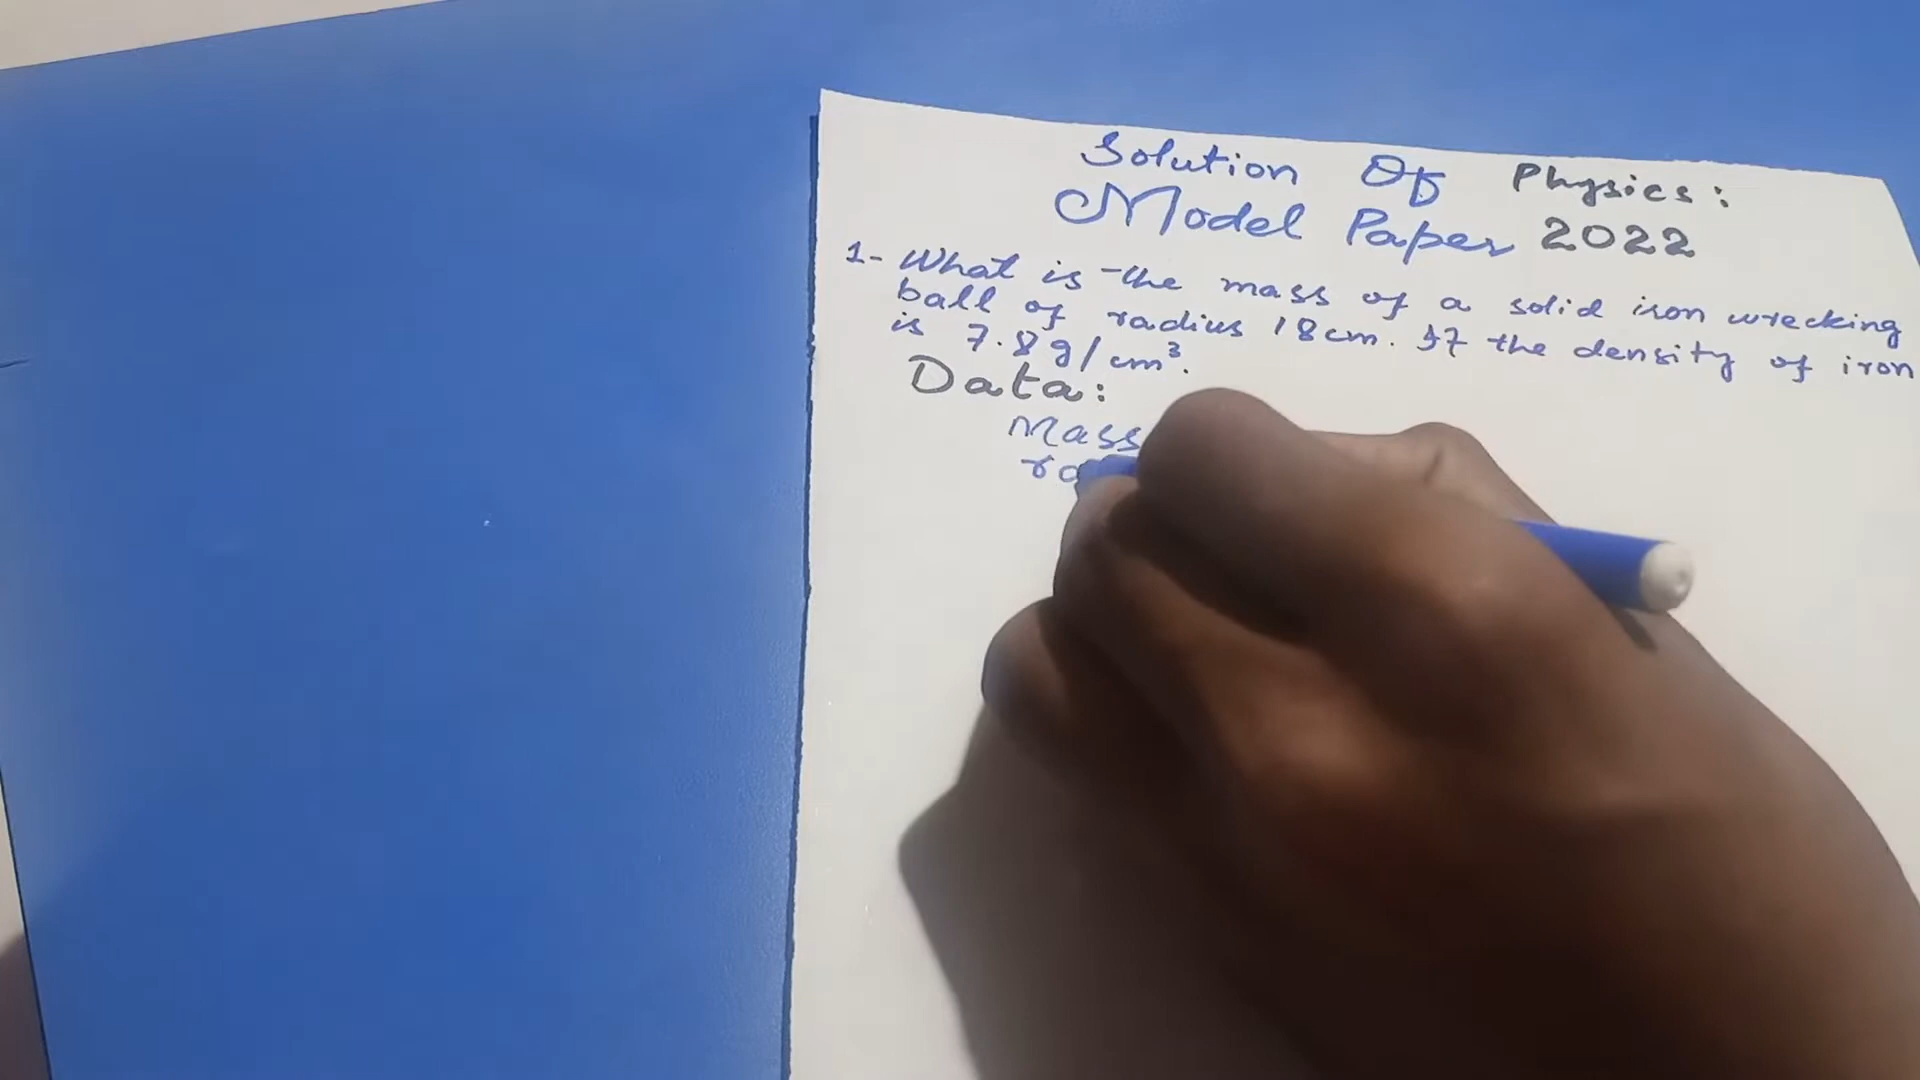 Solution Of Physics:
Model Paper 2022
1- What is the mass of a solid iron wrecking
ball of radius 18cm. If the density of iron
is 7.8g/cm³.
Data:
Mass
ra